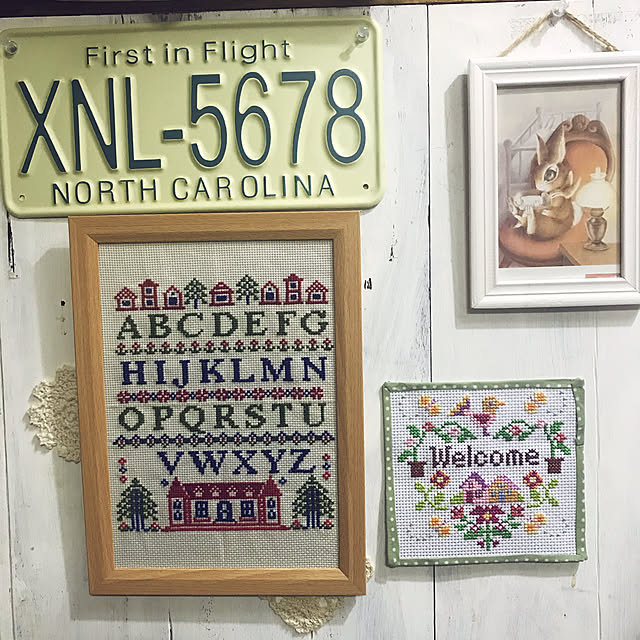 First in Flight
XNL-5678
NORTH CAROLINA
ABCDEFG
HIJKLMN
OPQRSTU
VWXYZ
Welcome